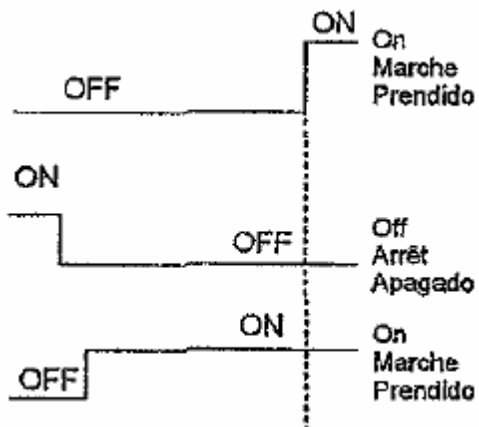 ON
On
Marche
Prendido
OFF
ON
OFF
Off
Arrêt
Apagado
ON
On
Marche
Prendido
OFF